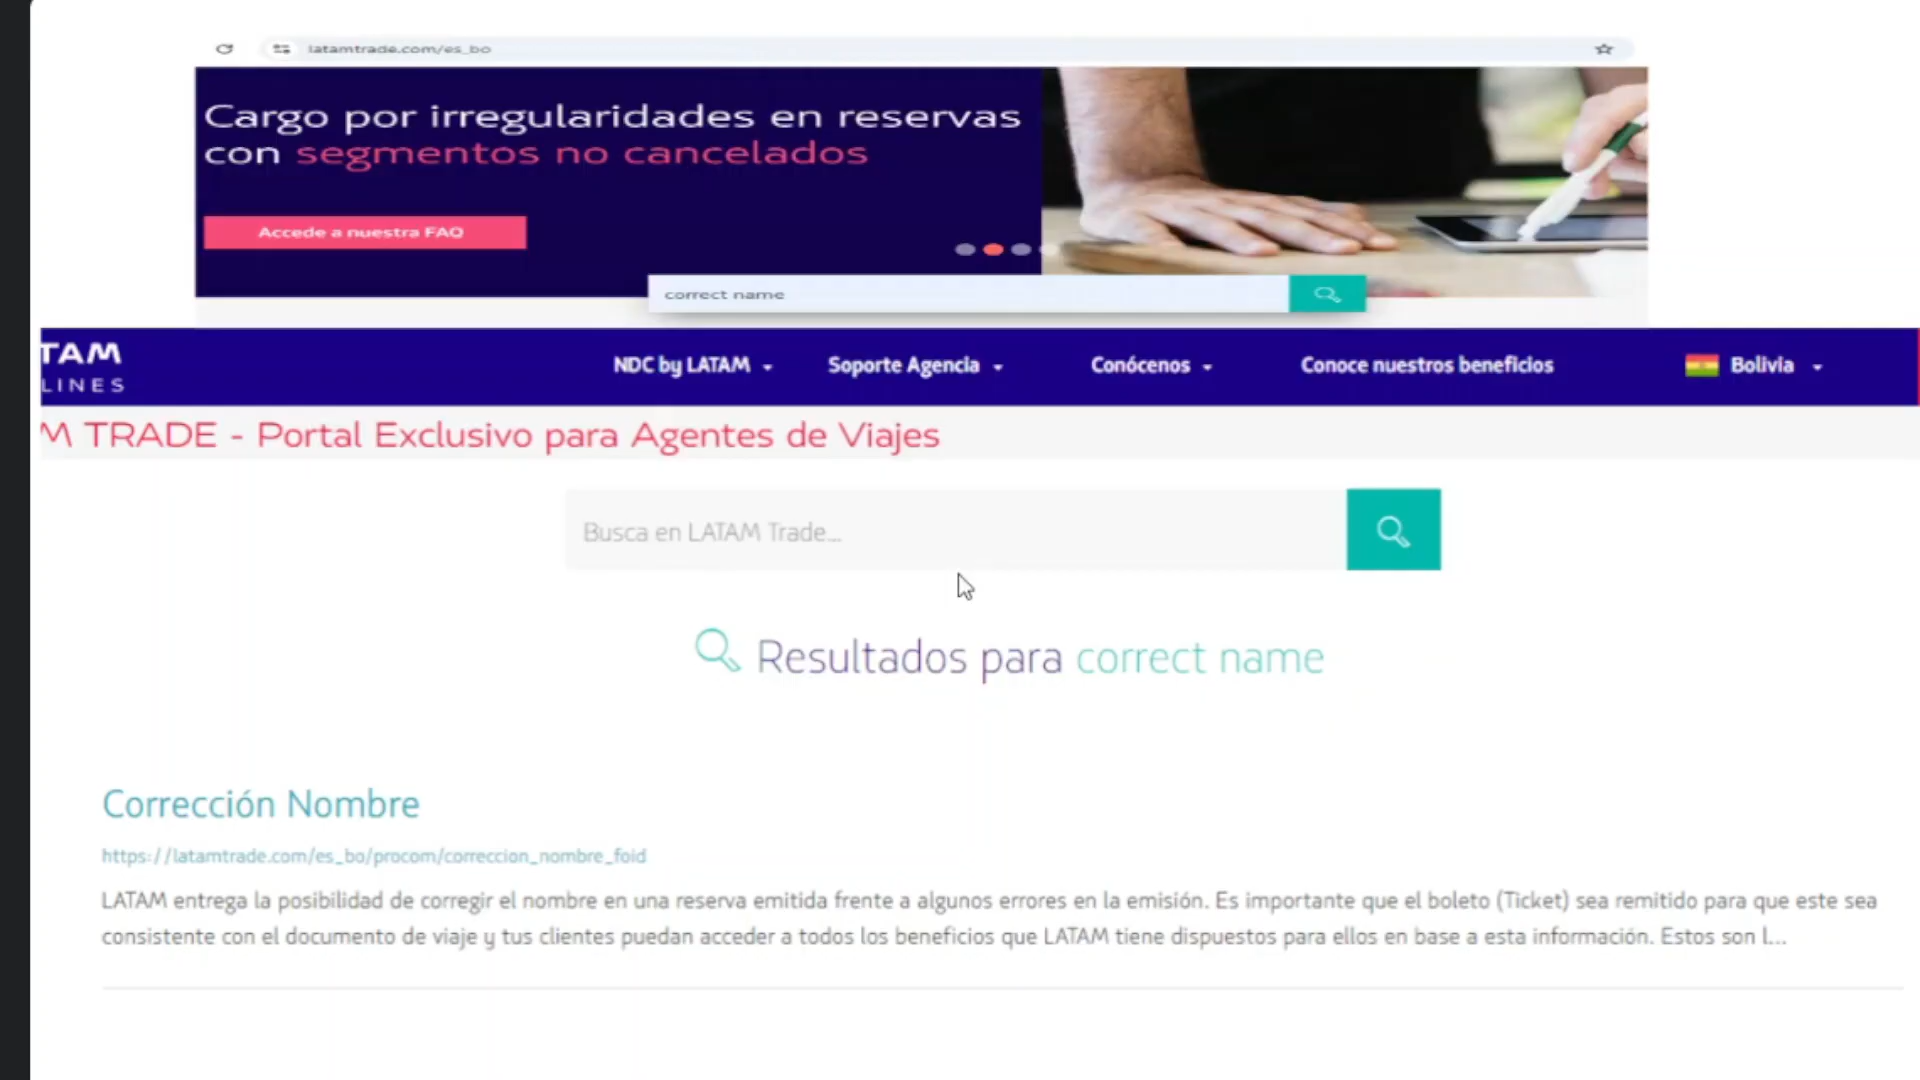 latamtrade.com/es_bo
Cargo por irregularidades en reservas
con segmentos no cancelados
Accede a nuestra FAQ
correct name
TAM
LINES
NDC by LATAM
Soporte Agencia
Conócenos
Conoce nuestros beneficios
Bolivia
M TRADE - Portal Exclusivo para Agentes de Viajes
Busca en LATAM Trade...
Resultados para correct name
Corrección Nombre
https://latamtrade.com/es_bo/procom/correccion_nombre_foid
LATAM entrega la posibilidad de corregir el nombre en una reserva emitida frente a algunos errores en la emisión. Es importante que el boleto (Ticket) sea remitido para que este sea
consistente con el documento de viaje y tus clientes puedan acceder a todos los beneficios que LATAM tiene dispuestos para ellos en base a esta información. Estos son l...